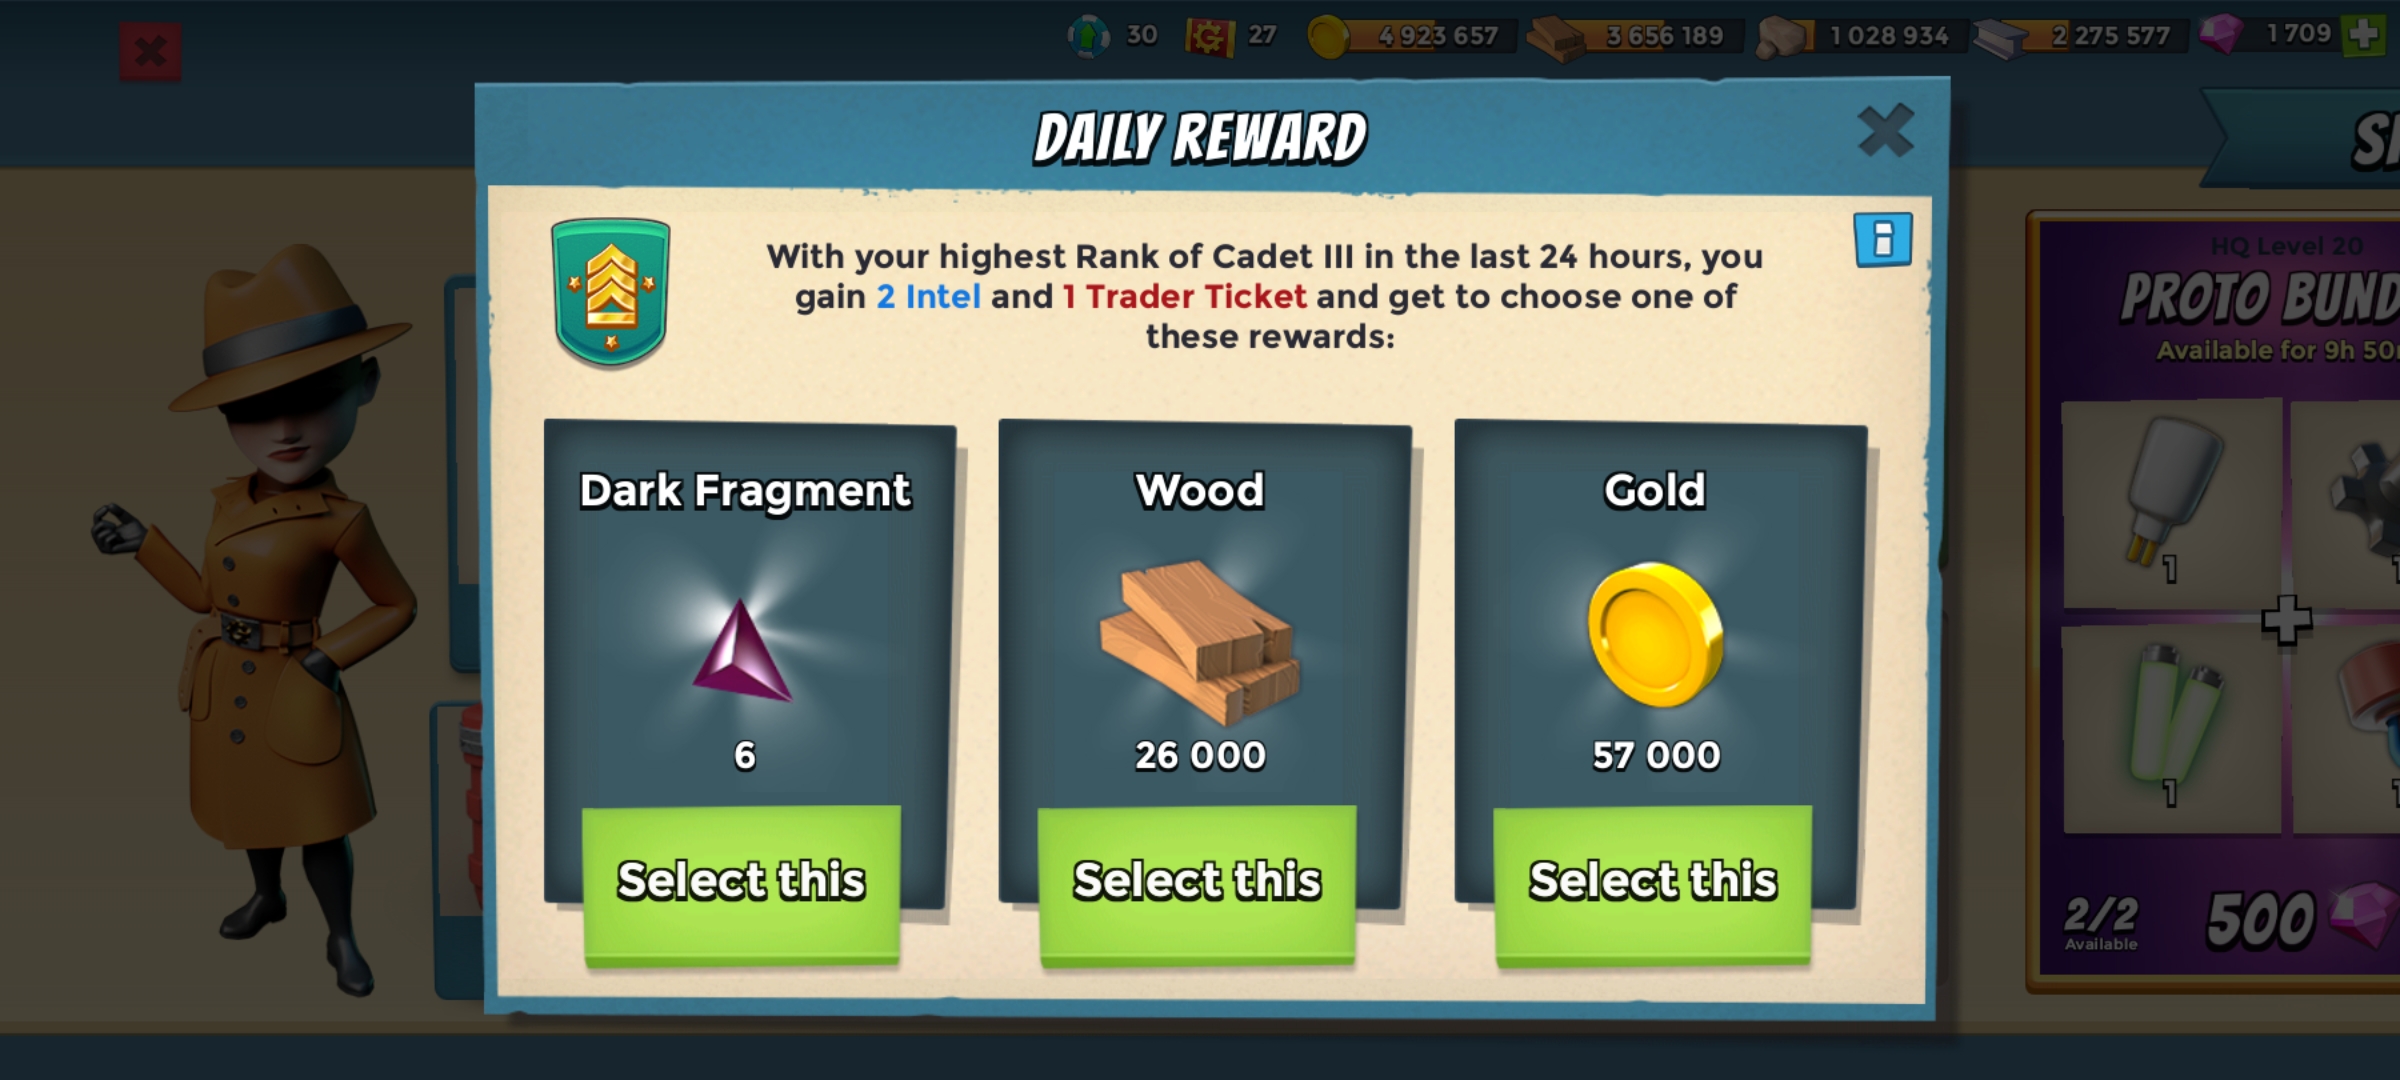 30
27
4 923 657
3 656 189
1 028 934
2 275 577
1 709
DAILY REWARD
With your highest Rank of Cadet III in the last 24 hours, you
gain 2 Intel and 1 Trader Ticket and get to choose one of
these rewards:
Dark Fragment
6
Select this
Wood
26 000
Select this
Gold
57 000
Select this
HQ Level 20
PROTO
Available for 9h
1
1
2/2
Available
500